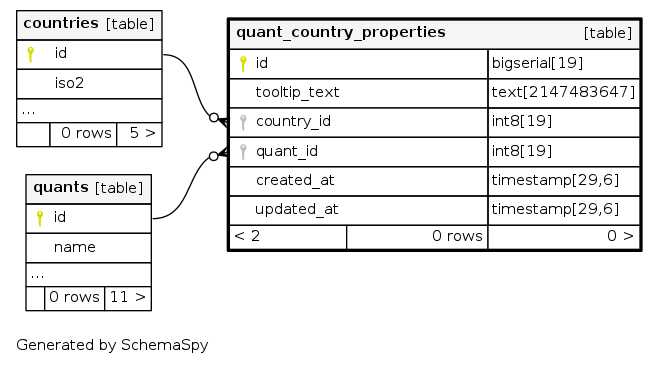 countries [table]
id
iso2
...
0 rows 5 >
quants [table]
id
name
...
0 rows 11 >
quant_country_properties [table]
id bigserial[19]
tooltip_text text[2147483647]
country_id int8[19]
quant_id int8[19]
created_at timestamp[29,6]
updated_at timestamp[29,6]
< 2 0 rows 0 >
Generated by SchemaSpy